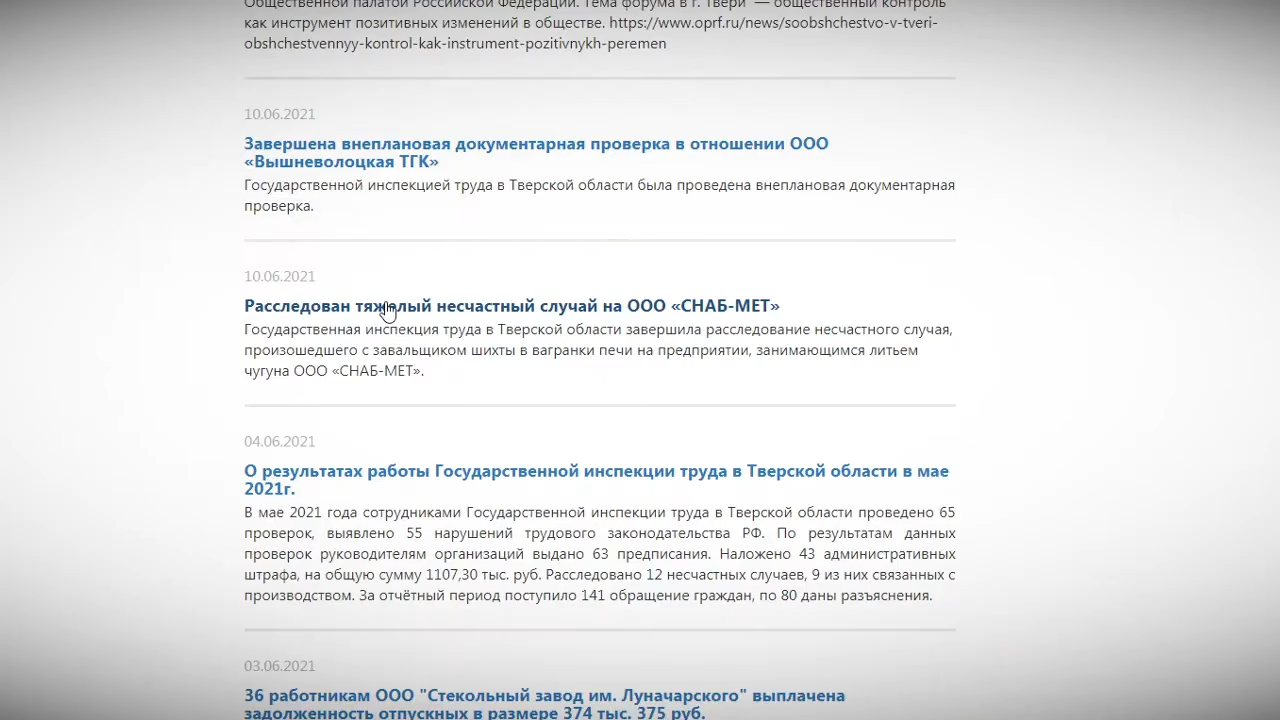 Общественной палатой Российской Федерации. Тема форума в г. Твери — общественный контроль
как инструмент позитивных изменений в обществе. https://www.oprf.ru/news/soobshchestvo-v-tveri-
obshchestvennyy-kontrol-kak-instrument-pozitivnykh-peremen
10.06.2021
Завершена внеплановая документарная проверка в отношении ООО
«Вышневолоцкая ТГК»
Государственной инспекцией труда в Тверской области была проведена внеплановая документарная
проверка.
10.06.2021
Расследован тяжелый несчастный случай на ООО «СНАБ-МЕТ»
Государственная инспекция труда в Тверской области завершила расследование несчастного случая,
произошедшего с завальщиком шихты в вагранки печи на предприятии, занимающимся литьем
чугуна ООО «СНАБ-МЕТ».
04.06.2021
О результатах работы Государственной инспекции труда в Тверской области в мае
2021г.
В мае 2021 года сотрудниками Государственной инспекции труда в Тверской области проведено 65
проверок, выявлено 55 нарушений трудового законодательства РФ. По результатам данных
проверок руководителям организаций выдано 63 предписания. Наложено 43 административных
штрафа, на общую сумму 1107,30 тыс. руб. Расследовано 12 несчастных случаев, 9 из них связанных с
производством. За отчётный период поступило 141 обращение граждан, по 80 даны разъяснения.
03.06.2021
36 работникам ООО "Стекольный завод им. Луначарского" выплачена
задолженность отпускных в размере 374 тыс. 375 руб.